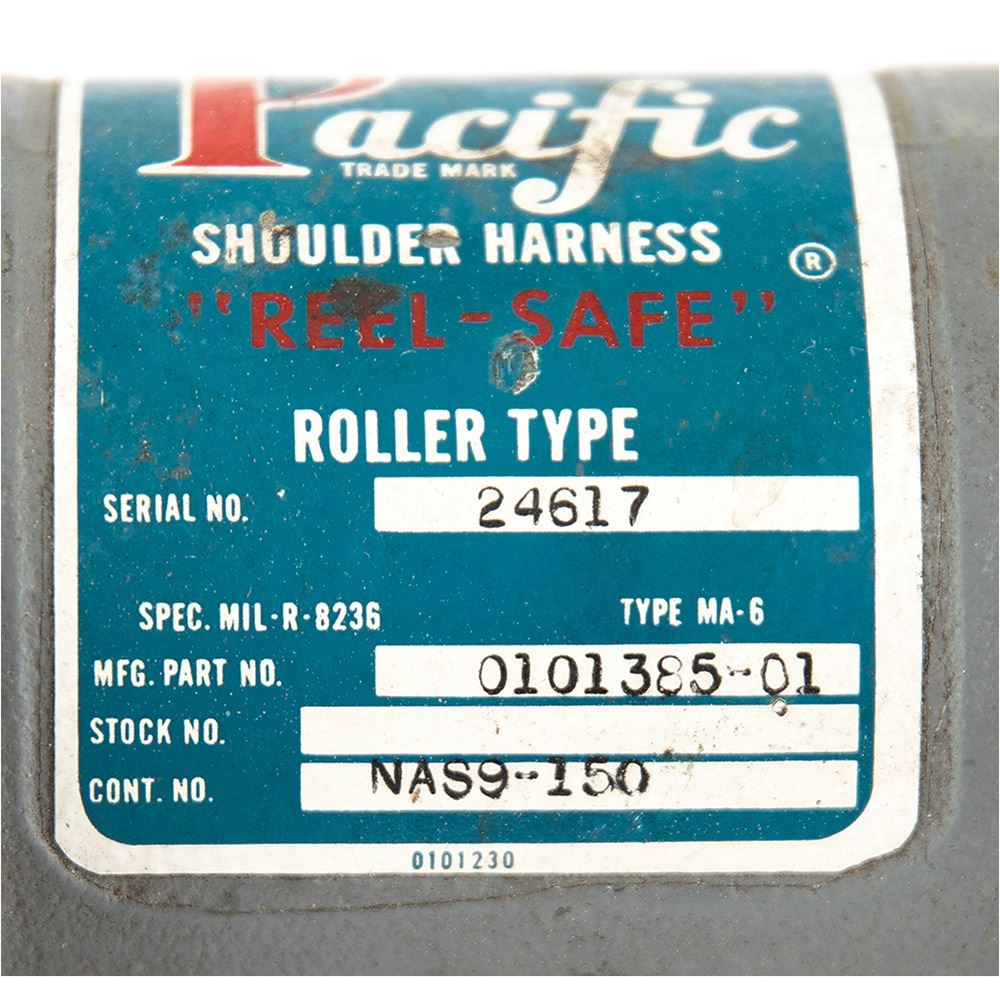 Pacific
TRADE MARK
SHOULDER HARNESS ®
"REEL-SAFE"
ROLLER TYPE
SERIAL NO. 24617
SPEC. MIL-R-8236 TYPE MA-6
MFG. PART NO. 0101385-01
STOCK NO.
CONT. NO. NAS9-150
0101230